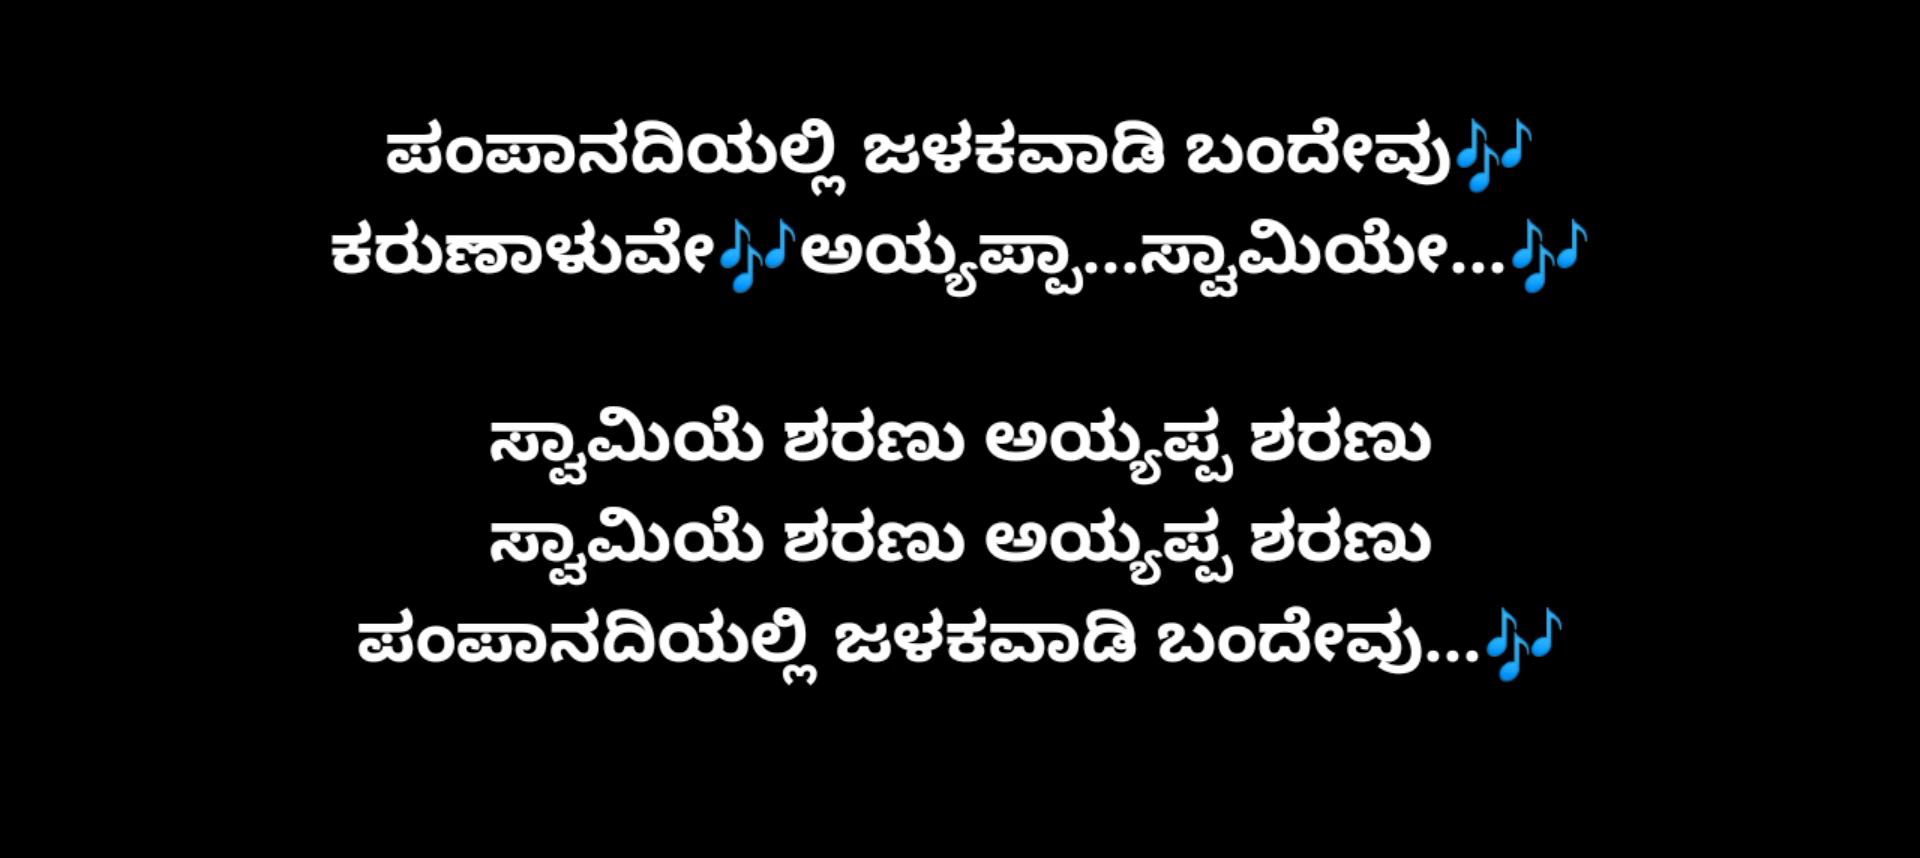 ಪಂಪಾನದಿಯಲ್ಲಿ ಜಳಕವಾಡಿ ಬಂದೇವು🎶
ಕರುಣಾಳುವೇ🎶ಅಯ್ಯಪ್ಪಾ...ಸ್ವಾಮಿಯೇ...🎶
ಸ್ವಾಮಿಯೆ ಶರಣು ಅಯ್ಯಪ್ಪ ಶರಣು
ಸ್ವಾಮಿಯೆ ಶರಣು ಅಯ್ಯಪ್ಪ ಶರಣು
ಪಂಪಾನದಿಯಲ್ಲಿ ಜಳಕವಾಡಿ ಬಂದೇವು...🎶